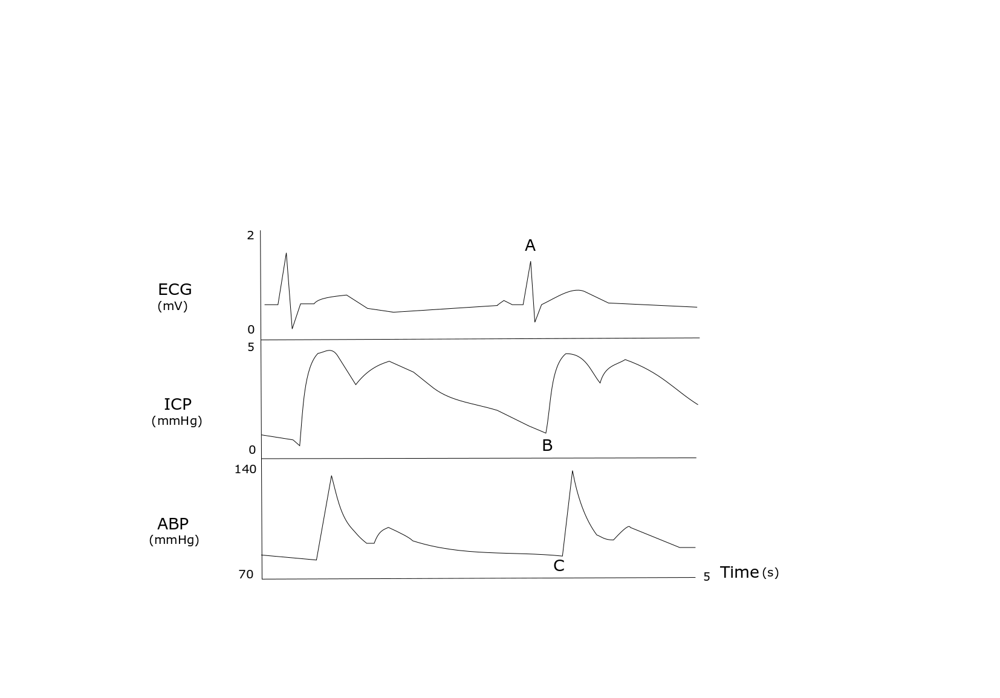 2
A
ECG
(mV)
0
5
ICP
(mmHg)
B
0
140
ABP
(mmHg)
C
70
5 Time (s)